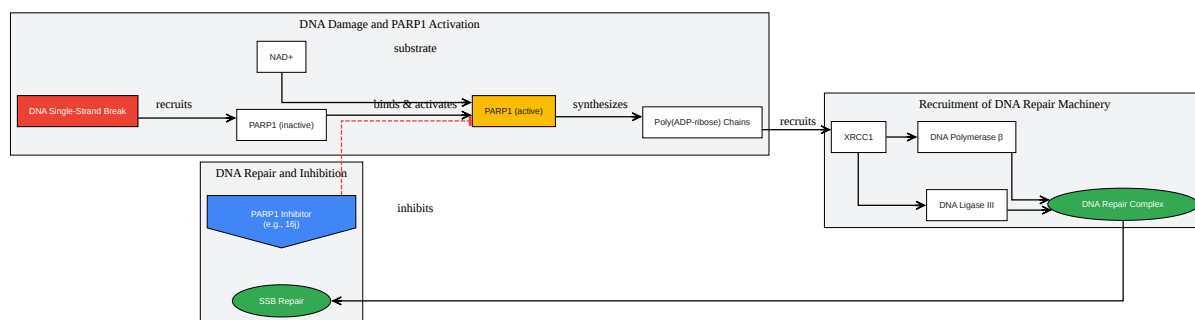 DNA Damage and PARP1 Activation
NAD+
substrate
DNA Single-Strand Break
recruits
PARP1 (inactive)
binds & activates
PARP1 (active)
synthesizes
Poly(ADP-ribose) Chains
recruits
Recruitment of DNA Repair Machinery
XRCC1
DNA Polymerase β
DNA Ligase III
DNA Repair Complex
DNA Repair and Inhibition
PARP1 Inhibitor
(e.g., 16j)
inhibits
SSB Repair